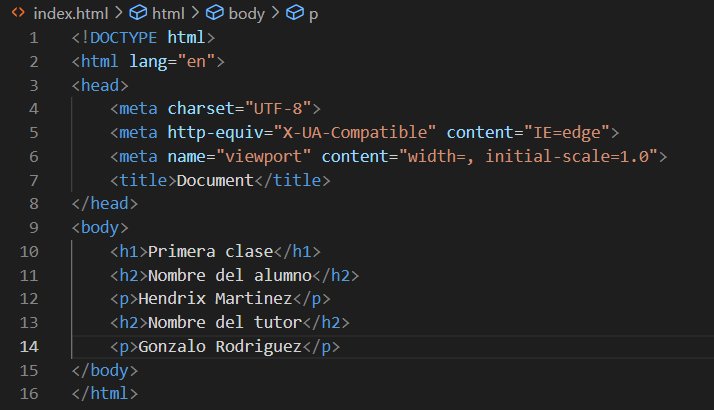 index.html > html > body > p
1 <!DOCTYPE html>
2 <html lang="en">
3 <head>
4     <meta charset="UTF-8">
5     <meta http-equiv="X-UA-Compatible" content="IE=edge">
6     <meta name="viewport" content="width=, initial-scale=1.0">
7     <title>Document</title>
8 </head>
9 <body>
10     <h1>Primera clase</h1>
11     <h2>Nombre del alumno</h2>
12     <p>Hendrix Martinez</p>
13     <h2>Nombre del tutor</h2>
14     <p>Gonzalo Rodriguez</p>
15 </body>
16 </html>